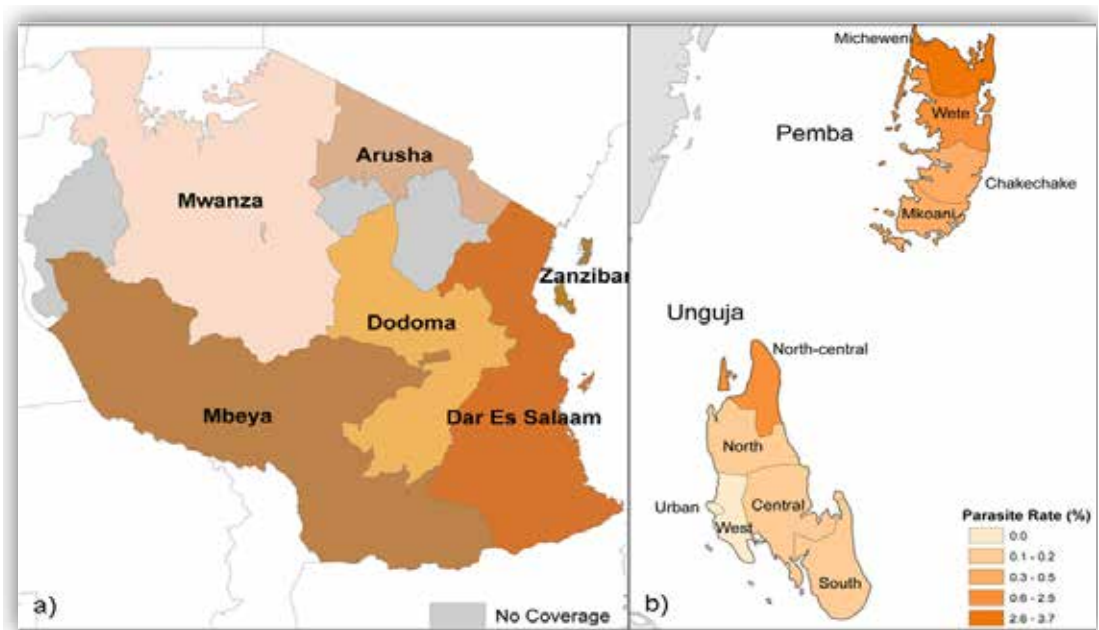 Arusha
Mwanza
Zanzibar
Dodoma
Mbeya
Dar Es Salaam
a)
No Coverage
Micheweni
Wete
Pemba
Chakechake
Mkoani
Unguja
North-central
North
Urban
Central
West
South
Parasite Rate (%)
0.0
0.1 - 0.2
0.3 - 0.5
0.6 - 2.5
2.6 - 3.7
b)